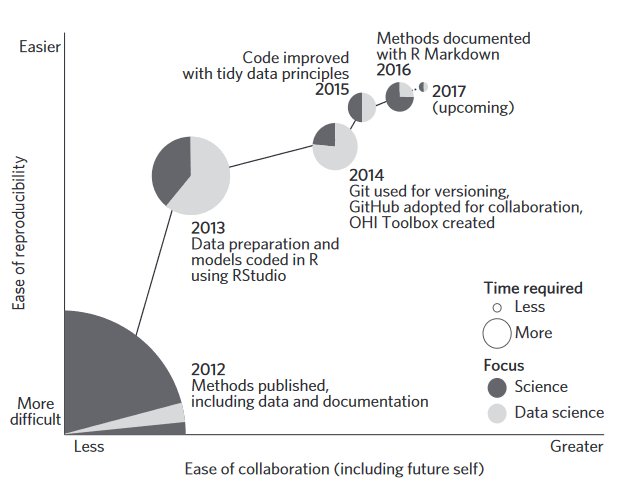 Easier
Methods documented
with R Markdown
2016
Code improved
with tidy data principles
2015
2017
(upcoming)
2014
Git used for versioning,
GitHub adopted for collaboration,
OHI Toolbox created
2013
Data preparation and
models coded in R
using RStudio
Ease of reproducibility
Time required
Less
More
Focus
Science
Data science
2012
Methods published,
including data and documentation
More
difficult
Less
Greater
Ease of collaboration (including future self)